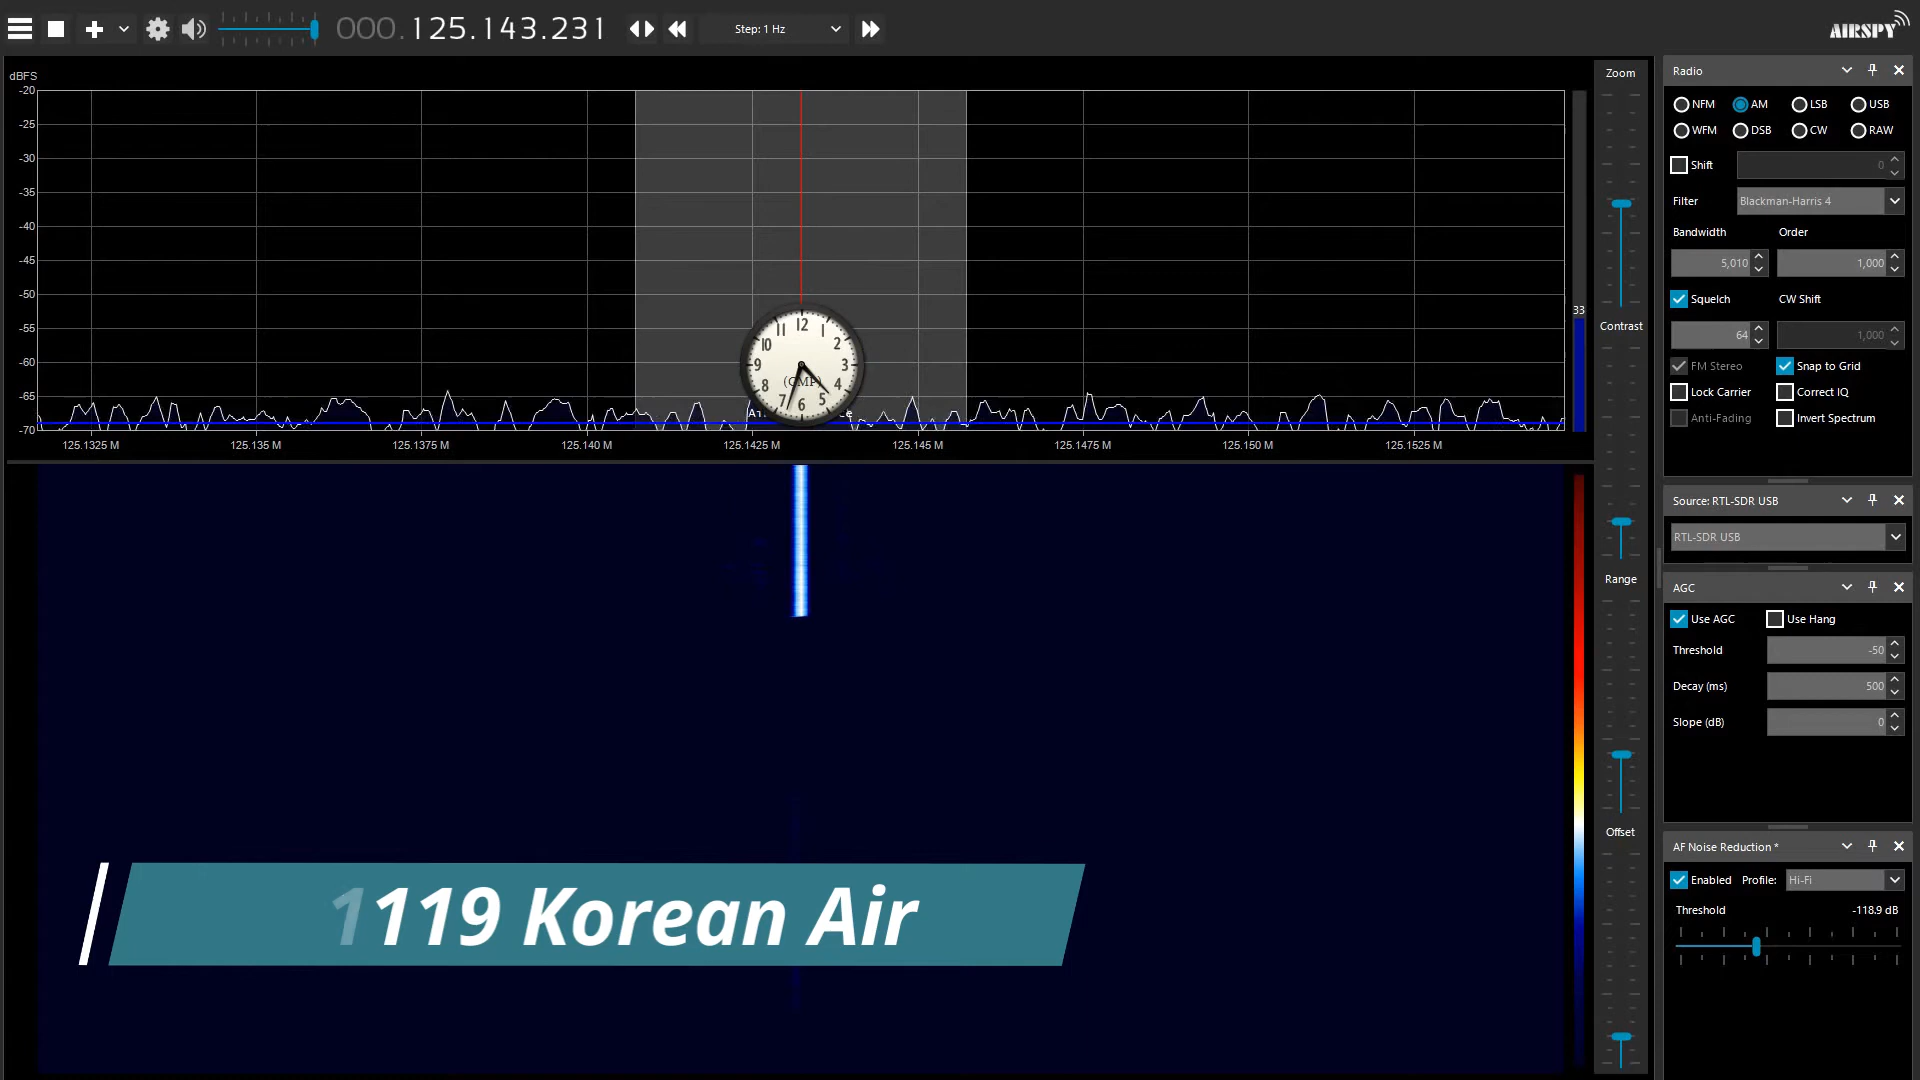 000.125.143.231
Step: 1 Hz
AIRSPY
dBFS
-20
-25
-30
-35
-40
-45
-50
-55
-60
-65
-70
125.1325 M
125.135 M
125.1375 M
125.140 M
125.1425 M
125.145 M
125.1475 M
125.150 M
125.1525 M
12
1
2
3
4
5
6
7
8
9
10
11
33
Zoom
Contrast
Range
Offset
Radio
NFM
AM
LSB
USB
WFM
DSB
CW
RAW
Shift
0
Filter
Blackman-Harris 4
Bandwidth
Order
5,010
1,000
Squelch
CW Shift
64
1,000
FM Stereo
Snap to Grid
Lock Carrier
Correct IQ
Anti-Fading
Invert Spectrum
Source: RTL-SDR USB
RTL-SDR USB
AGC
Use AGC
Use Hang
Threshold
-50
Decay (ms)
500
Slope (dB)
0
AF Noise Reduction *
Enabled
Profile:
Hi-Fi
Threshold
-118.9 dB
1119 Korean Air